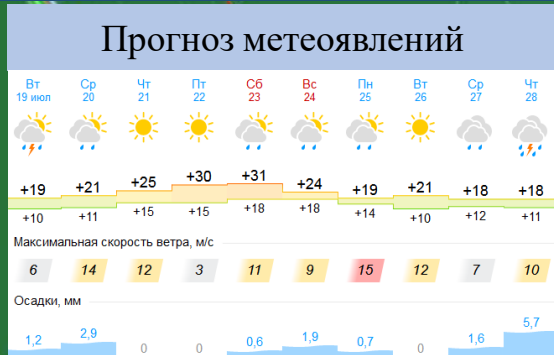 Прогноз метеоявлений
Вт Ср Чт Пт Сб Вс Пн Вт Ср Чт
19 июл 20 21 22 23 24 25 26 27 28
+19 +21 +25 +30 +31 +24 +19 +21 +18 +18
+10 +11 +15 +15 +18 +18 +14 +10 +12 +11
Максимальная скорость ветра, м/с
6 14 12 3 11 9 15 12 7 10
Осадки, мм
1,2 2,9 0 0 0,6 1,9 0,7 0 1,6 5,7